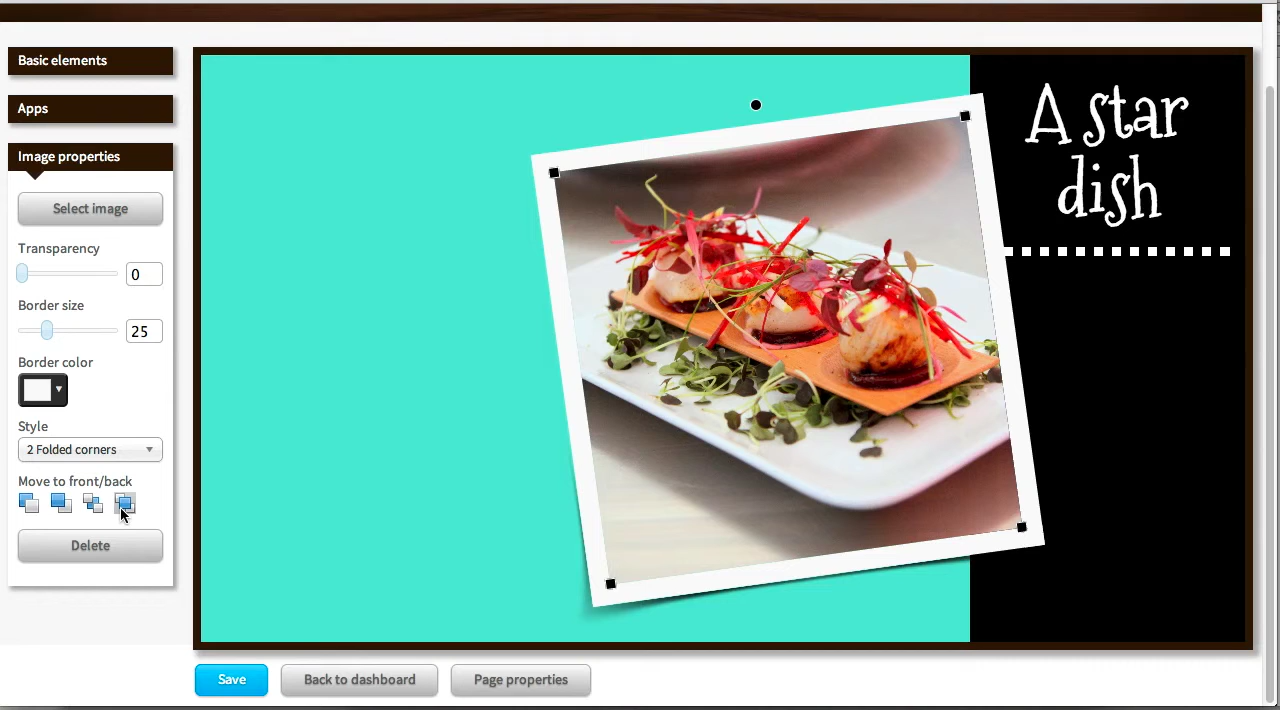 Basic elements
Apps
Image properties
Select image
Transparency
0
Border size
25
Border color
Style
2 Folded corners
Move to front/back
Delete
A star
dish
Save
Back to dashboard
Page properties